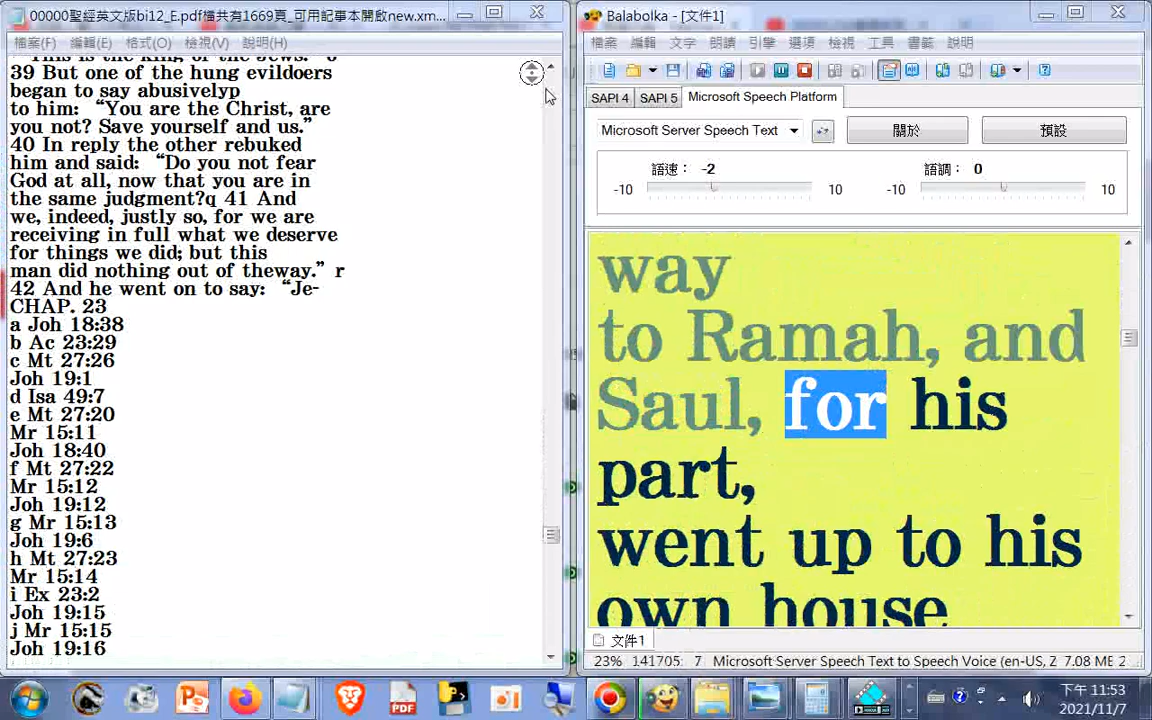 00000聖經英文版bi12_E.pdf檔共有1669頁_可用記事本開啟new.xm...
檔案(F) 編輯(E) 格式(O) 檢視(V) 說明(H)
“This is the king of the Jews.” o
39 But one of the hung evildoers
began to say abusivelyp
to him: “You are the Christ, are
you not? Save yourself and us.”
40 In reply the other rebuked
him and said: “Do you not fear
God at all, now that you are in
the same judgment?q 41 And
we, indeed, justly so, for we are
receiving in full what we deserve
for things we did; but this
man did nothing out of theway.” r
42 And he went on to say: “Je-
CHAP. 23
a Joh 18:38
b Ac 23:29
c Mt 27:26
Joh 19:1
d Isa 49:7
e Mt 27:20
Mr 15:11
Joh 18:40
f Mt 27:22
Mr 15:12
Joh 19:12
g Mr 15:13
Joh 19:6
h Mt 27:23
Mr 15:14
i Ex 23:2
Joh 19:15
j Mr 15:15
Joh 19:16
Balabolka - [文件1]
檔案 編輯 文字 朗讀 引擎 選項 檢視 工具 書籤 說明
SAPI 4 SAPI 5 Microsoft Speech Platform
Microsoft Server Speech Text
關於
預設
語速: -2
語調: 0
-10 10 -10 10
way
to Ramah, and
Saul, for his
part,
went up to his
own house
文件1
23% 141705: 7 Microsoft Server Speech Text to Speech Voice (en-US, Z 7.08 MB 2
PDF
下午 11:53
2021/11/7